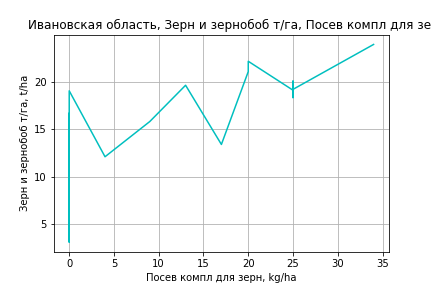 Ивановская область, Зерн и зернобоб т/га, Посев компл для зе
20
15
10
5
Зерн и зернобоб т/га, t/ha
0 5 10 15 20 25 30 35
Посев компл для зерн, kg/ha